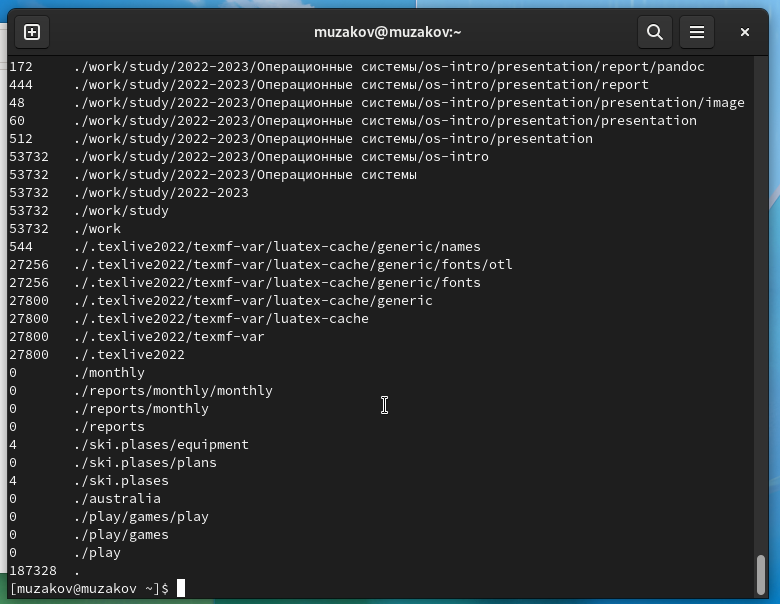 muzakov@muzakov:~
172 ./work/study/2022-2023/Операционные системы/os-intro/presentation/report/pandoc
444 ./work/study/2022-2023/Операционные системы/os-intro/presentation/report
48 ./work/study/2022-2023/Операционные системы/os-intro/presentation/presentation/image
60 ./work/study/2022-2023/Операционные системы/os-intro/presentation/presentation
512 ./work/study/2022-2023/Операционные системы/os-intro/presentation
53732 ./work/study/2022-2023/Операционные системы/os-intro
53732 ./work/study/2022-2023/Операционные системы
53732 ./work/study/2022-2023
53732 ./work/study
53732 ./work
544 ./.texlive2022/texmf-var/luatex-cache/generic/names
27256 ./.texlive2022/texmf-var/luatex-cache/generic/fonts/otl
27256 ./.texlive2022/texmf-var/luatex-cache/generic/fonts
27800 ./.texlive2022/texmf-var/luatex-cache/generic
27800 ./.texlive2022/texmf-var/luatex-cache
27800 ./.texlive2022/texmf-var
27800 ./.texlive2022
0 ./monthly
0 ./reports/monthly/monthly
0 ./reports/monthly
0 ./reports
4 ./ski.plases/equipment
0 ./ski.plases/plans
4 ./ski.plases
0 ./australia
0 ./play/games/play
0 ./play/games
0 ./play
187328 .
[muzakov@muzakov ~]$